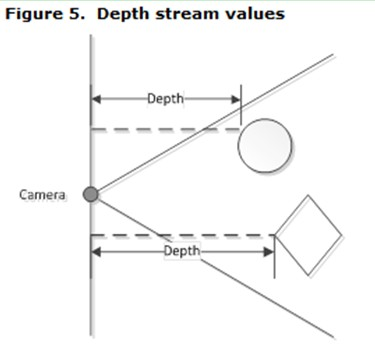 Figure 5. Depth stream values
Depth
Camera
Depth